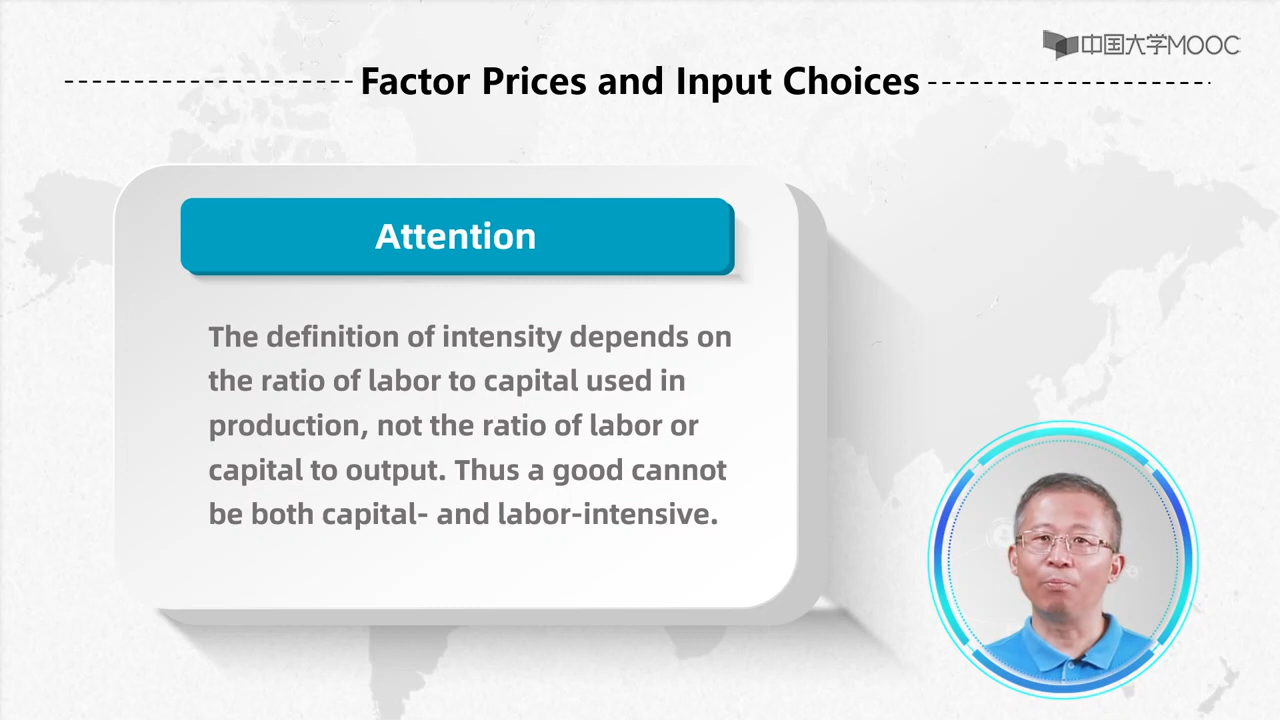 中国大学MOOC
Factor Prices and Input Choices
Attention
The definition of intensity depends on
the ratio of labor to capital used in
production, not the ratio of labor or
capital to output. Thus a good cannot
be both capital- and labor-intensive.